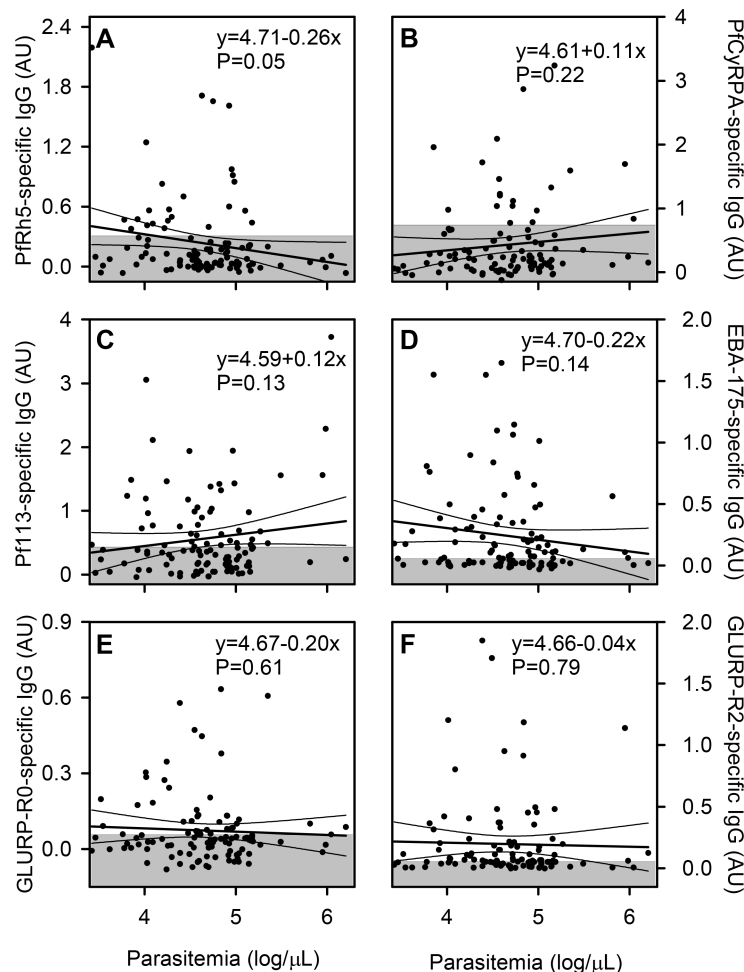 A
y=4.71-0.26x
P=0.05
2.4
1.8
1.2
0.6
0.0
PfRh5-specific IgG (AU)
B
y=4.61+0.11x
P=0.22
4
3
2
1
0
PfCyRPA-specific IgG (AU)
C
y=4.59+0.12x
P=0.13
4
3
2
1
0
Pf113-specific IgG (AU)
D
y=4.70-0.22x
P=0.14
2.0
1.5
1.0
0.5
0.0
EBA-175-specific IgG (AU)
E
y=4.67-0.20x
P=0.61
0.9
0.6
0.3
0.0
GLURP-R0-specific IgG (AU)
4 5 6
Parasitemia (log/μL)
F
y=4.66-0.04x
P=0.79
2.0
1.5
1.0
0.5
0.0
GLURP-R2-specific IgG (AU)
4 5 6
Parasitemia (log/μL)